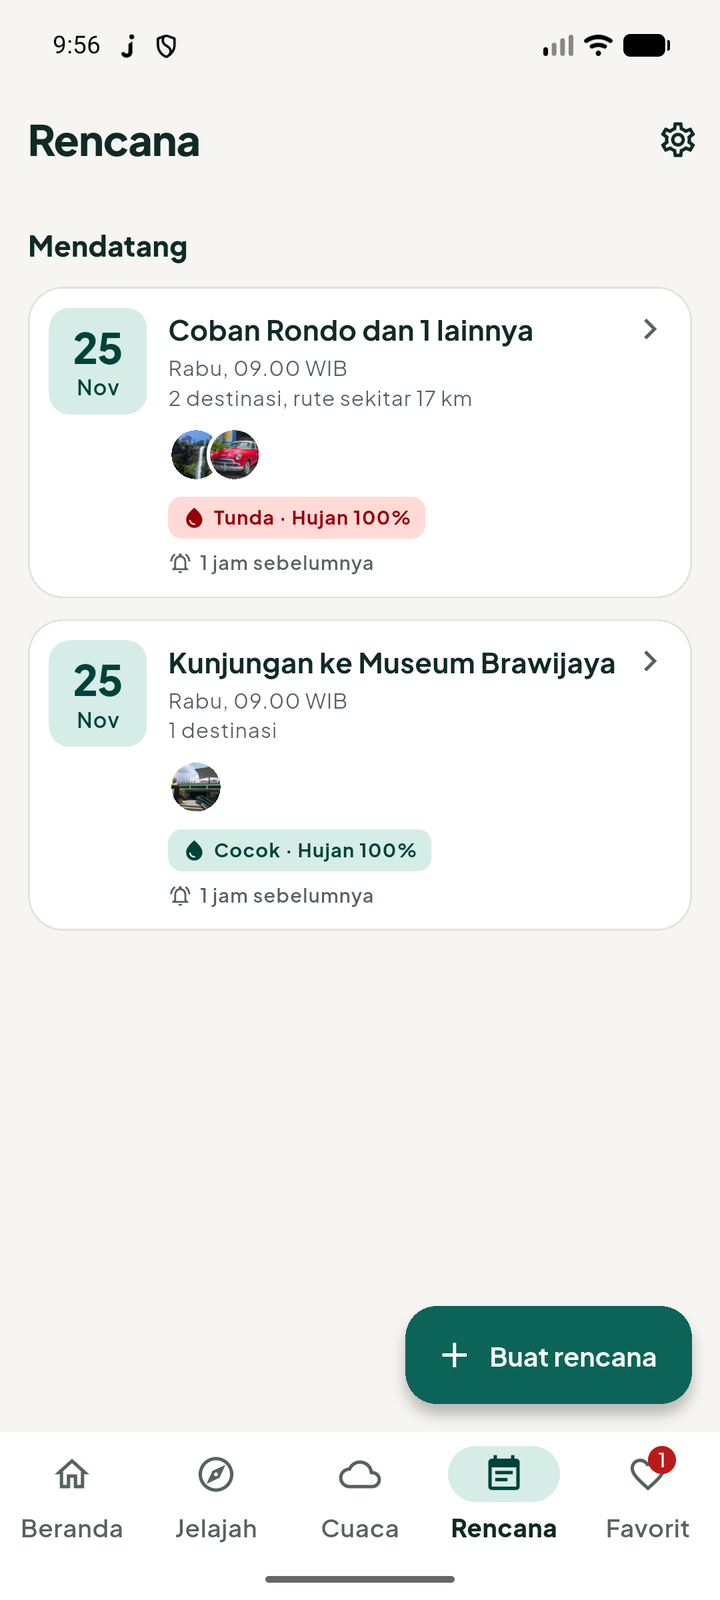 9:56
Rencana
Mendatang
25
Nov
Coban Rondo dan 1 lainnya
Rabu, 09.00 WIB
2 destinasi, rute sekitar 17 km
Tunda · Hujan 100%
1 jam sebelumnya
25
Nov
Kunjungan ke Museum Brawijaya
Rabu, 09.00 WIB
1 destinasi
Cocok · Hujan 100%
1 jam sebelumnya
Buat rencana
1
Beranda
Jelajah
Cuaca
Rencana
Favorit